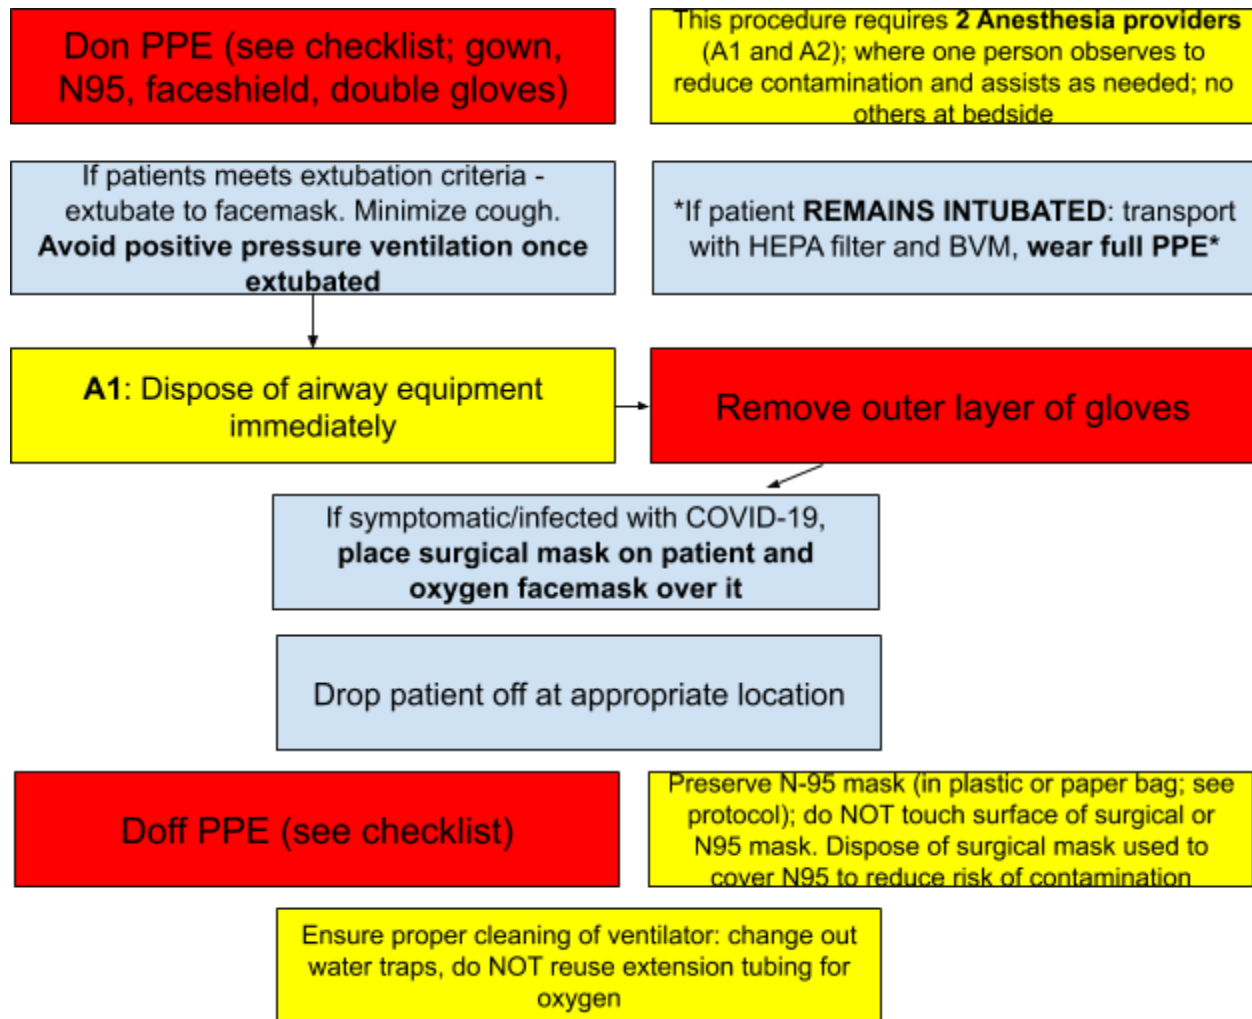 Don PPE (see checklist; gown,
N95, faceshield, double gloves)
This procedure requires 2 Anesthesia providers
(A1 and A2); where one person observes to
reduce contamination and assists as needed; no
others at bedside
If patients meets extubation criteria -
extubate to facemask. Minimize cough.
Avoid positive pressure ventilation once
extubated
*If patient REMAINS INTUBATED: transport
with HEPA filter and BVM, wear full PPE*
A1: Dispose of airway equipment
immediately
Remove outer layer of gloves
If symptomatic/infected with COVID-19,
place surgical mask on patient and
oxygen facemask over it
Drop patient off at appropriate location
Doff PPE (see checklist)
Preserve N-95 mask (in plastic or paper bag; see
protocol); do NOT touch surface of surgical or
N95 mask. Dispose of surgical mask used to
cover N95 to reduce risk of contamination
Ensure proper cleaning of ventilator: change out
water traps, do NOT reuse extension tubing for
oxygen